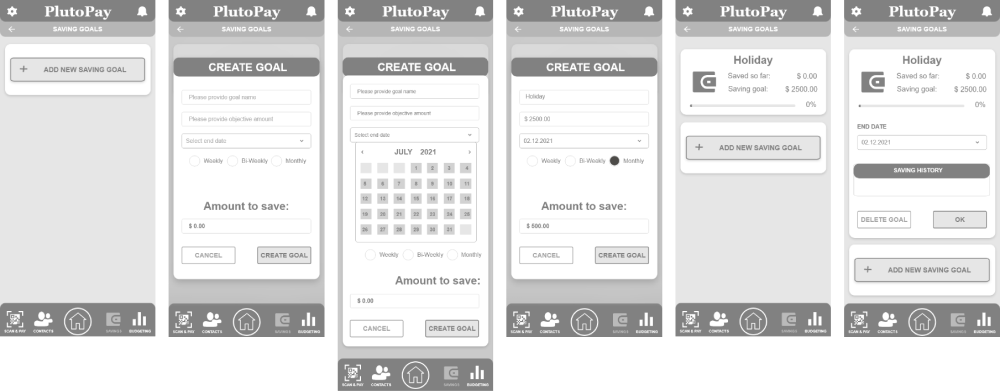 PlutoPay
SAVING GOALS
+ ADD NEW SAVING GOAL
SCAN & PAY CONTACTS SAVINGS BUDGETING
PlutoPay
SAVING GOALS
CREATE GOAL
Please provide goal name
Please provide objective amount
Select end date
Weekly Bi-Weekly Monthly
Amount to save:
$ 0.00
CANCEL CREATE GOAL
SCAN & PAY CONTACTS SAVINGS BUDGETING
PlutoPay
SAVING GOALS
CREATE GOAL
Please provide goal name
Please provide objective amount
Select end date
JULY 2021
1 2 3 4
5 6 7 8 9 10 11
12 13 14 15 16 17 18
19 20 21 22 23 24 25
26 27 28 29 30 31
Weekly Bi-Weekly Monthly
Amount to save:
$ 0.00
CANCEL CREATE GOAL
SCAN & PAY CONTACTS SAVINGS BUDGETING
PlutoPay
SAVING GOALS
CREATE GOAL
Holiday
$ 2500.00
02.12.2021
Weekly Bi-Weekly Monthly
Amount to save:
$ 500.00
CANCEL CREATE GOAL
SCAN & PAY CONTACTS SAVINGS BUDGETING
PlutoPay
SAVING GOALS
Holiday
Saved so far: $ 0.00
Saving goal: $ 2500.00
0%
+ ADD NEW SAVING GOAL
SCAN & PAY CONTACTS SAVINGS BUDGETING
PlutoPay
SAVING GOALS
Holiday
Saved so far: $ 0.00
Saving goal: $ 2500.00
0%
END DATE
02.12.2021
SAVING HISTORY
DELETE GOAL OK
+ ADD NEW SAVING GOAL
SCAN & PAY CONTACTS SAVINGS BUDGETING